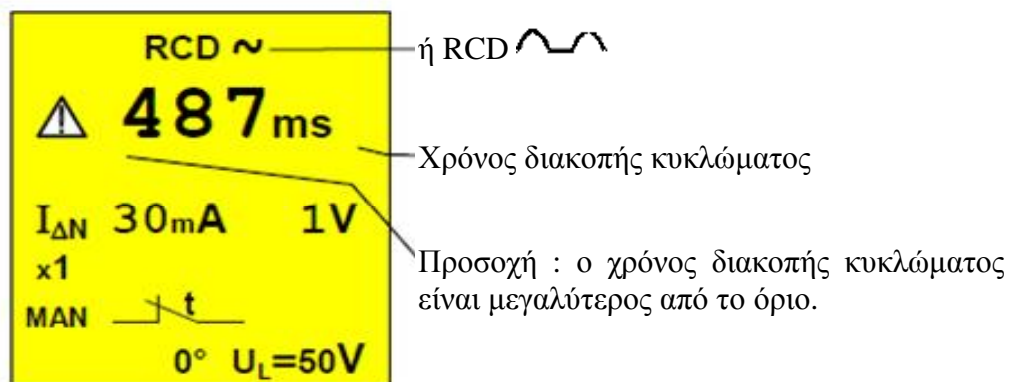 RCD ~
ή RCD
487ms
Χρόνος διακοπής κυκλώματος
IΔN 30mA 1V
x1
Προσοχή : ο χρόνος διακοπής κυκλώματος
είναι μεγαλύτερος από το όριο.
MAN t
0° UL=50V